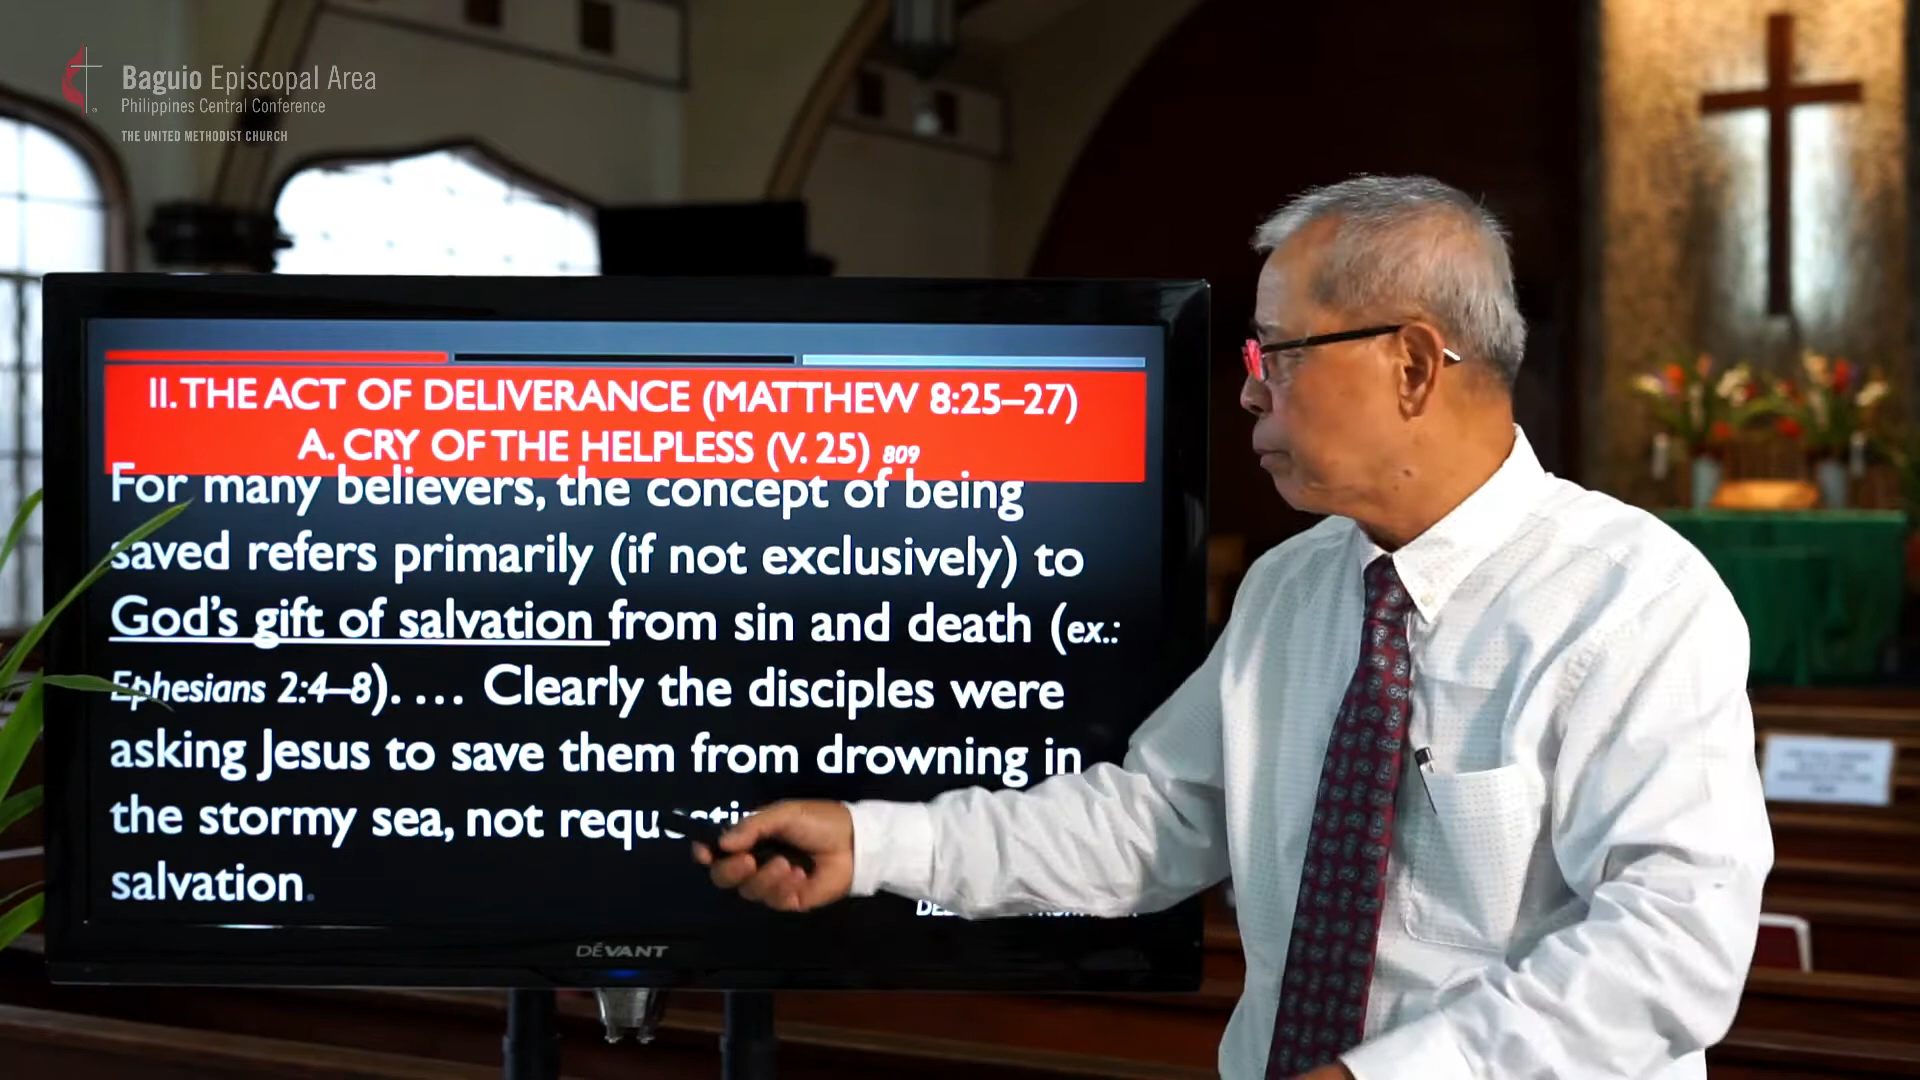 Baguio Episcopal Area
Philippines Central Conference
THE UNITED METHODIST CHURCH
II. THE ACT OF DELIVERANCE (MATTHEW 8:25–27)
A. CRY OF THE HELPLESS (V. 25) 809
For many believers, the concept of being
saved refers primarily (if not exclusively) to
God's gift of salvation from sin and death (ex.:
Ephesians 2:4–8). … Clearly the disciples were
asking Jesus to save them from drowning in
the stormy sea, not
salvation.
DEVANT